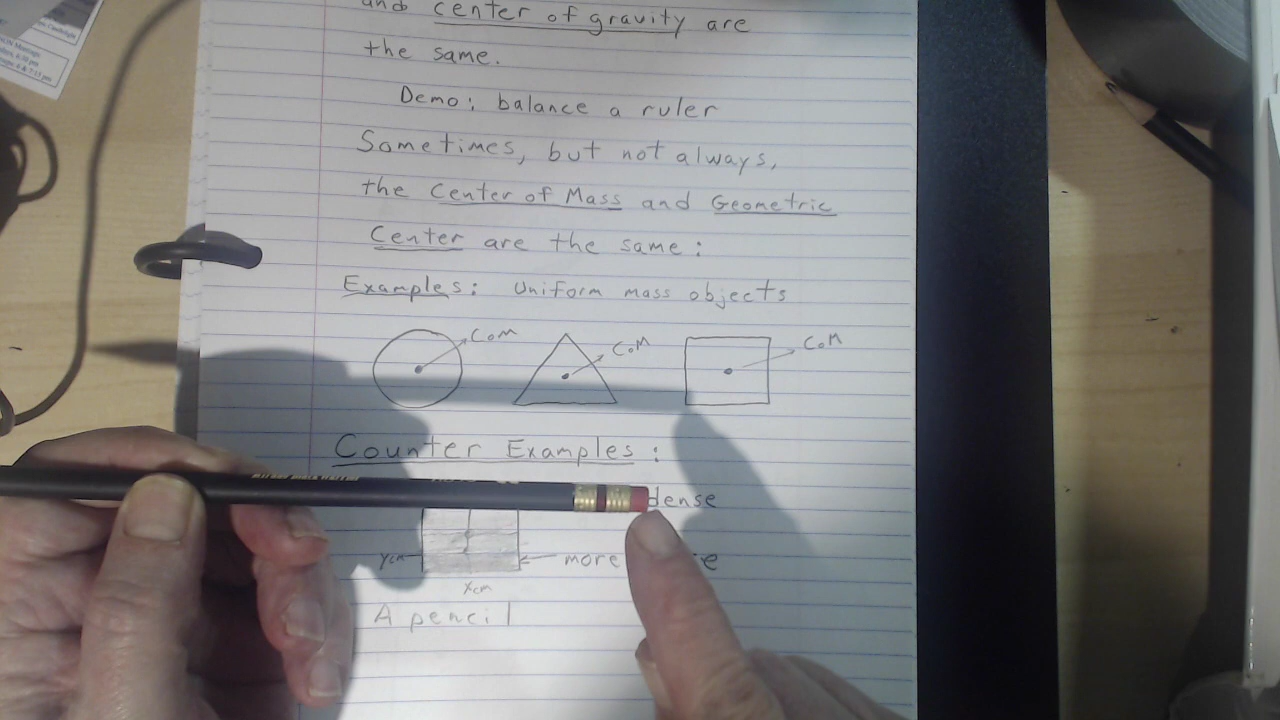 and center of gravity are
the same.
Demo: balance a ruler
Sometimes, but not always,
the Center of Mass and Geometric
Center are the same:
Examples: Uniform mass objects
CoM
CoM
CoM
Counter Examples:
dense
ycm
more
xcm
A pencil